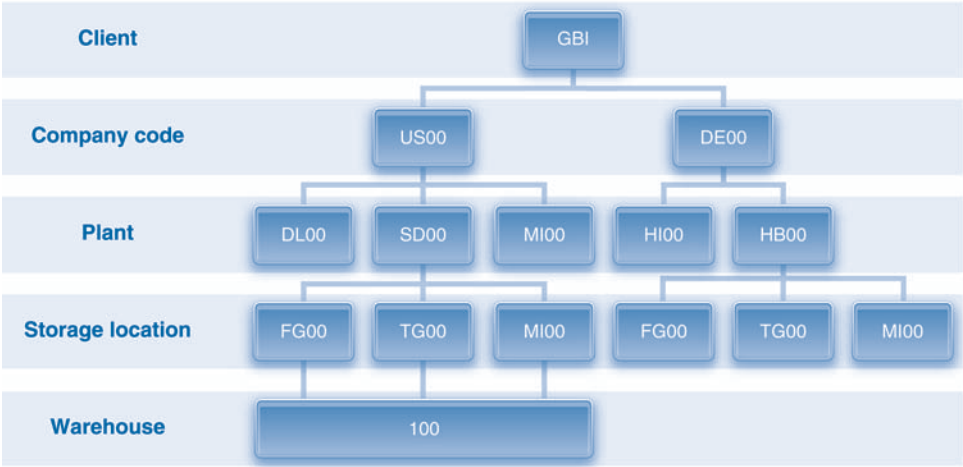 Client
GBI
Company code
US00
DE00
Plant
DL00
SD00
MI00
HI00
HB00
Storage location
FG00
TG00
MI00
FG00
TG00
MI00
Warehouse
100